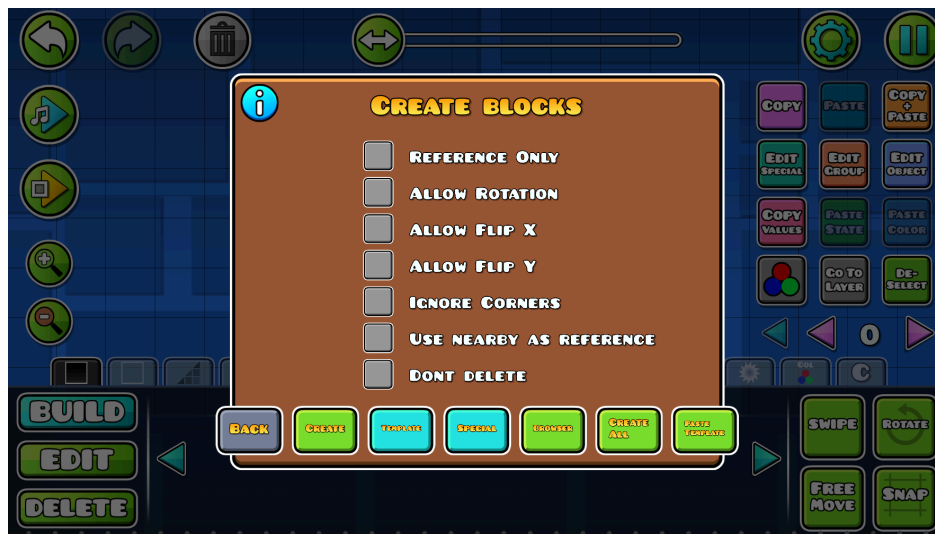 CREATE BLOCKS
REFERENCE ONLY
ALLOW ROTATION
ALLOW FLIP X
ALLOW FLIP Y
IGNORE CORNERS
USE NEARBY AS REFERENCE
DONT DELETE
BACK
CREATE
TEMPLATE
SPECIAL
BROWSER
CREATE
ALL
PASTE
TEMPLATE
COPY
PASTE
COPY
+
PASTE
EDIT
SPECIAL
EDIT
GROUP
EDIT
OBJECT
COPY
VALUES
PASTE
STATE
PASTE
COLOR
GO TO
LAYER
DE-
SELECT
0
COL
C
BUILD
EDIT
DELETE
SWIPE
ROTATE
FREE
MOVE
SNAP